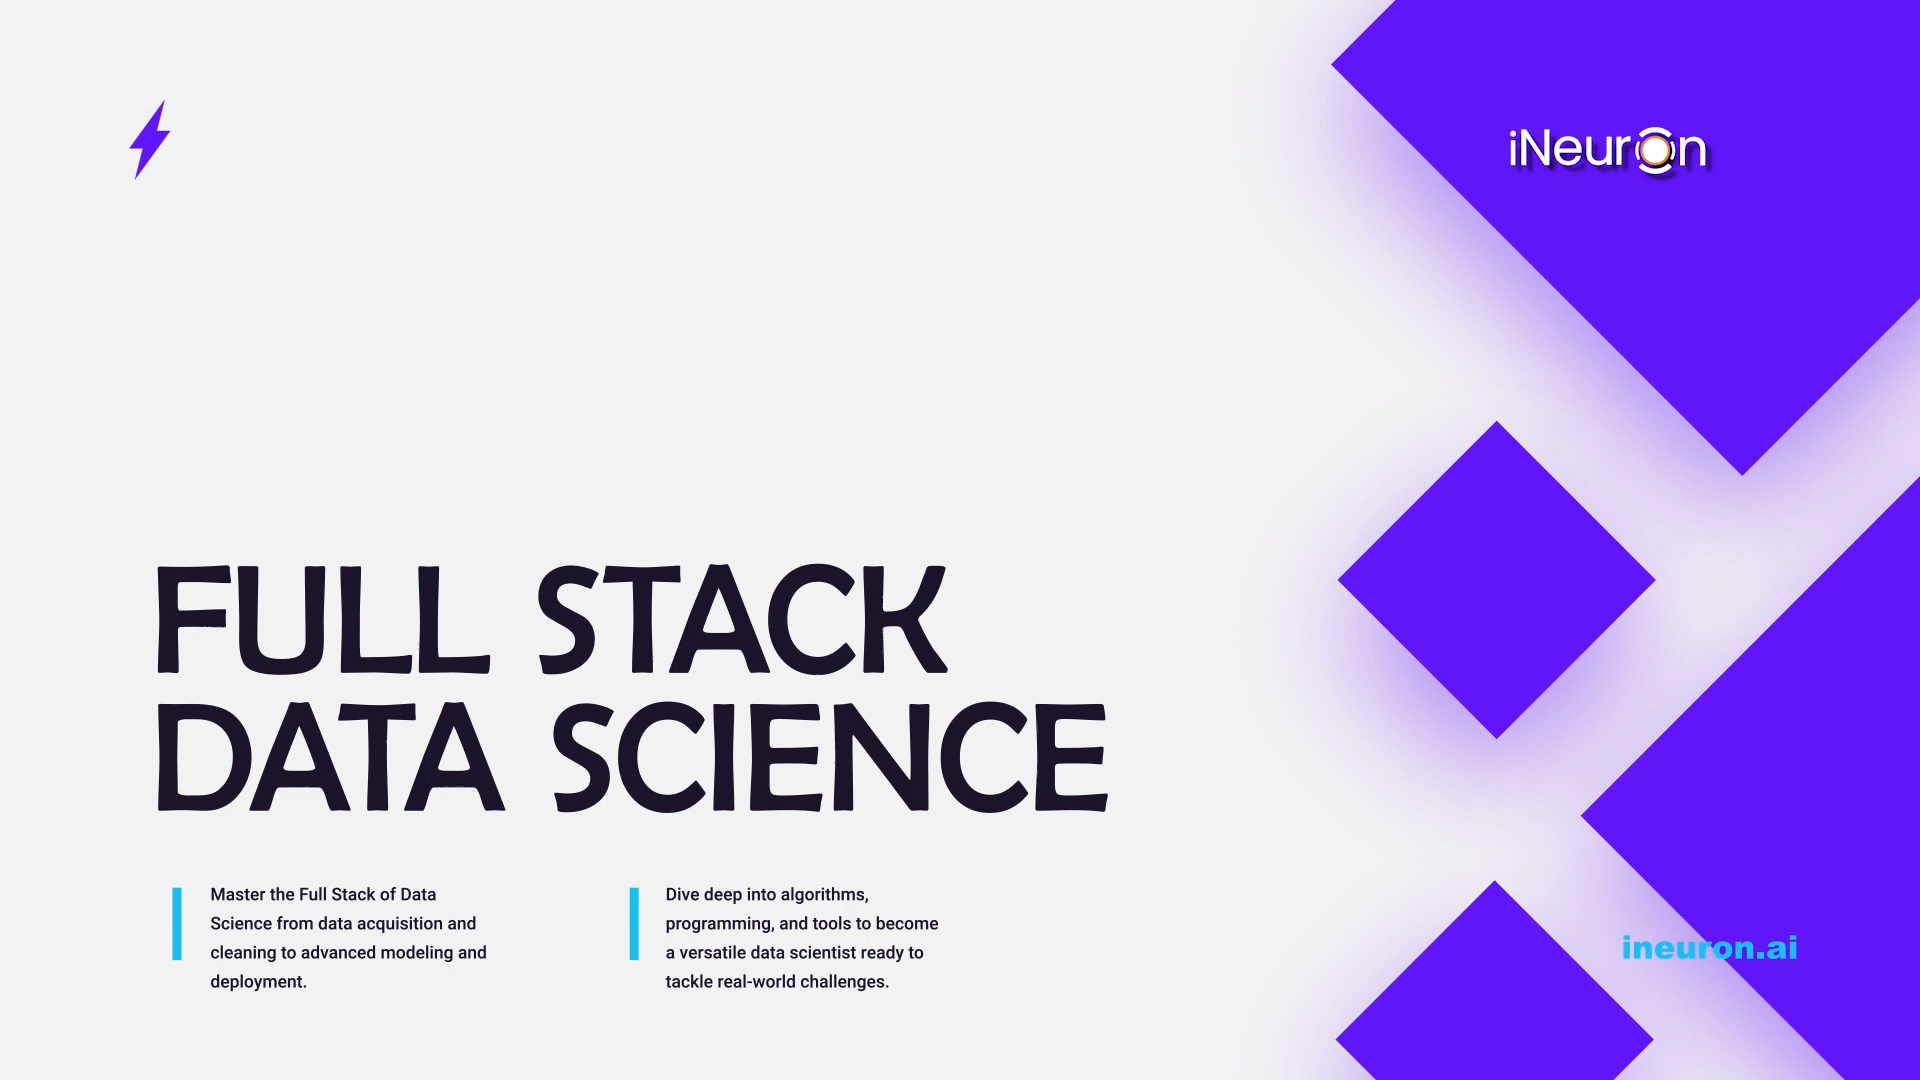 iNeuron
FULL STACK
DATA SCIENCE
Master the Full Stack of Data
Science from data acquisition and
cleaning to advanced modeling and
deployment.
Dive deep into algorithms,
programming, and tools to become
a versatile data scientist ready to
tackle real-world challenges.
ineuron.ai